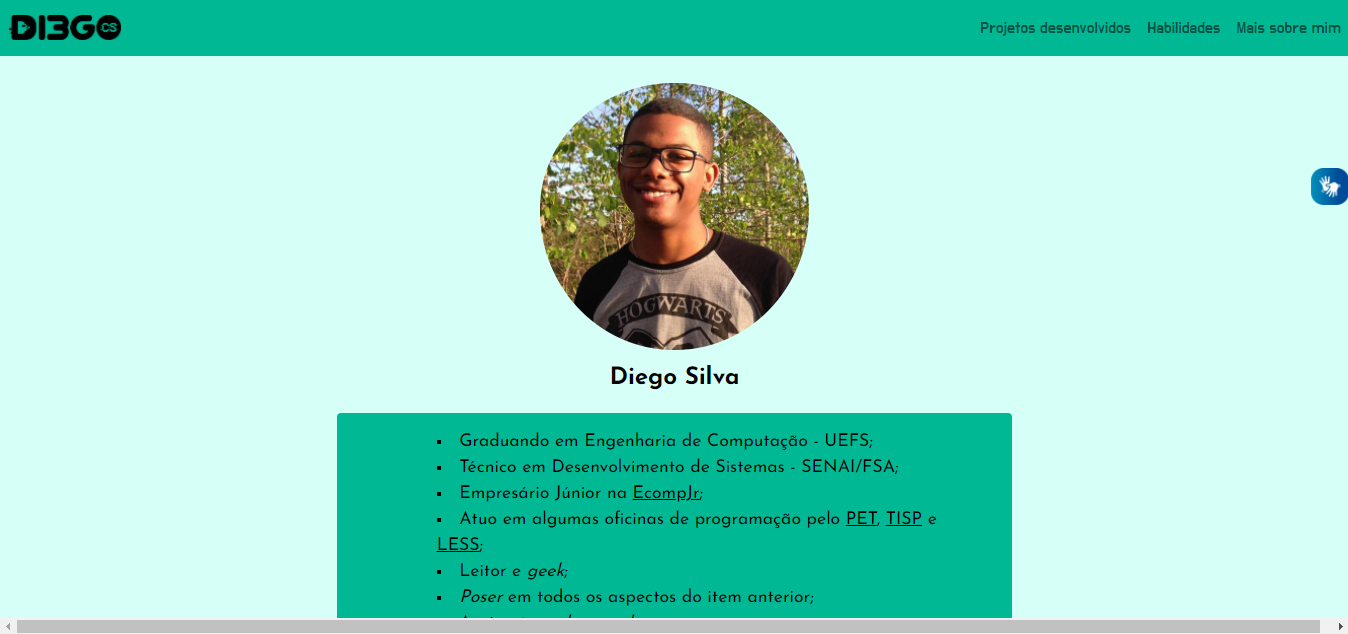 DI3GO CS
Projetos desenvolvidos Habilidades Mais sobre mim
HOGWARTS
Diego Silva
▪ Graduando em Engenharia de Computação - UEFS;
▪ Técnico em Desenvolvimento de Sistemas - SENAI/FSA;
▪ Empresário Júnior na EcompJr;
▪ Atuo em algumas oficinas de programação pelo PET, TISP e
LESS;
▪ Leitor e geek;
▪ Poser em todos os aspectos do item anterior;